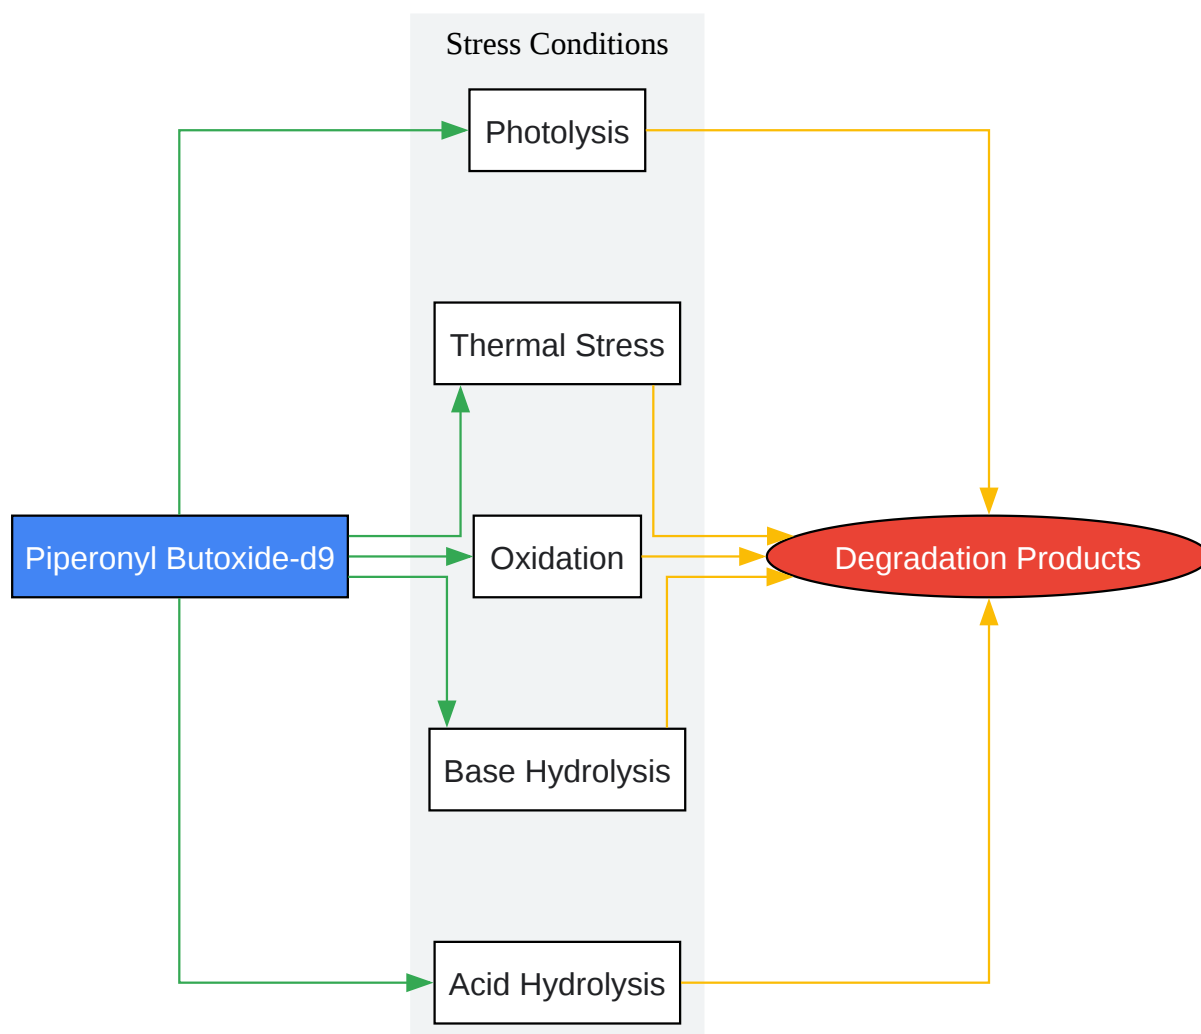 Stress Conditions
Photolysis
Thermal Stress
Piperonyl Butoxide-d9
Oxidation
Degradation Products
Base Hydrolysis
Acid Hydrolysis